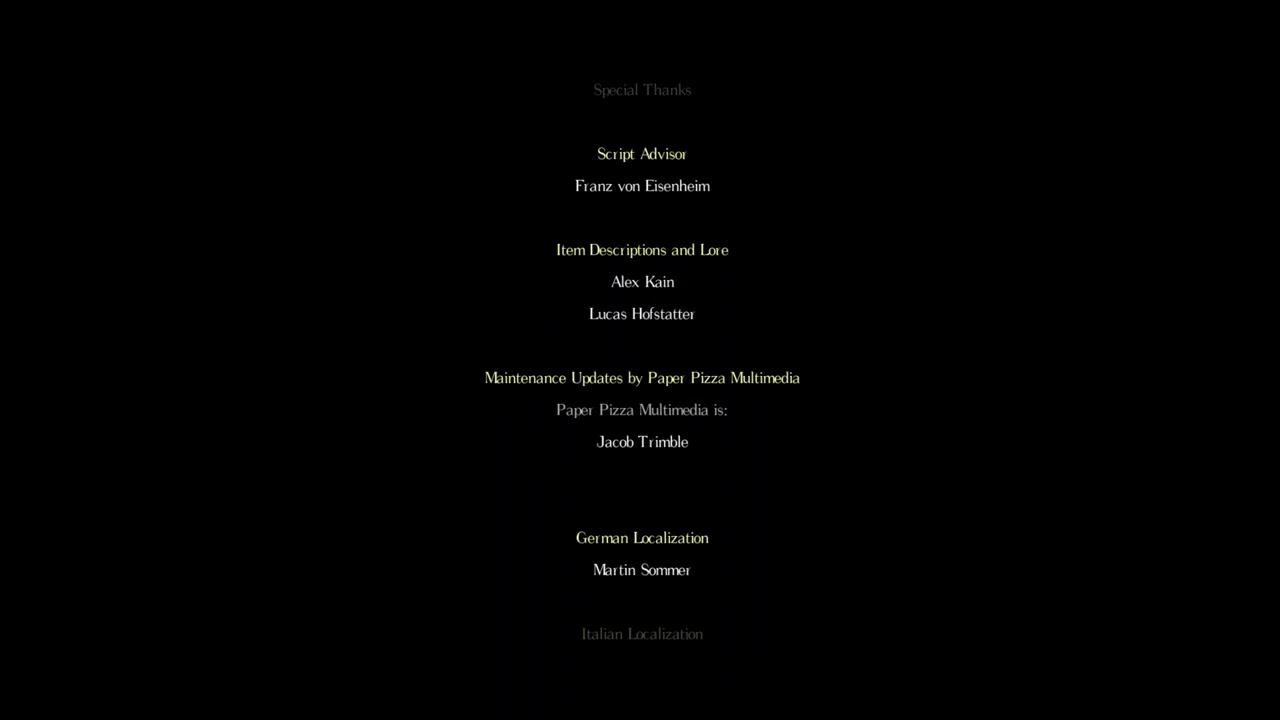 Special Thanks
Script Advisor
Franz von Eisenheim
Item Descriptions and Lore
Alex Kain
Lucas Hofstatter
Maintenance Updates by Paper Pizza Multimedia
Paper Pizza Multimedia is:
Jacob Trimble
German Localization
Martin Sommer
Italian Localization